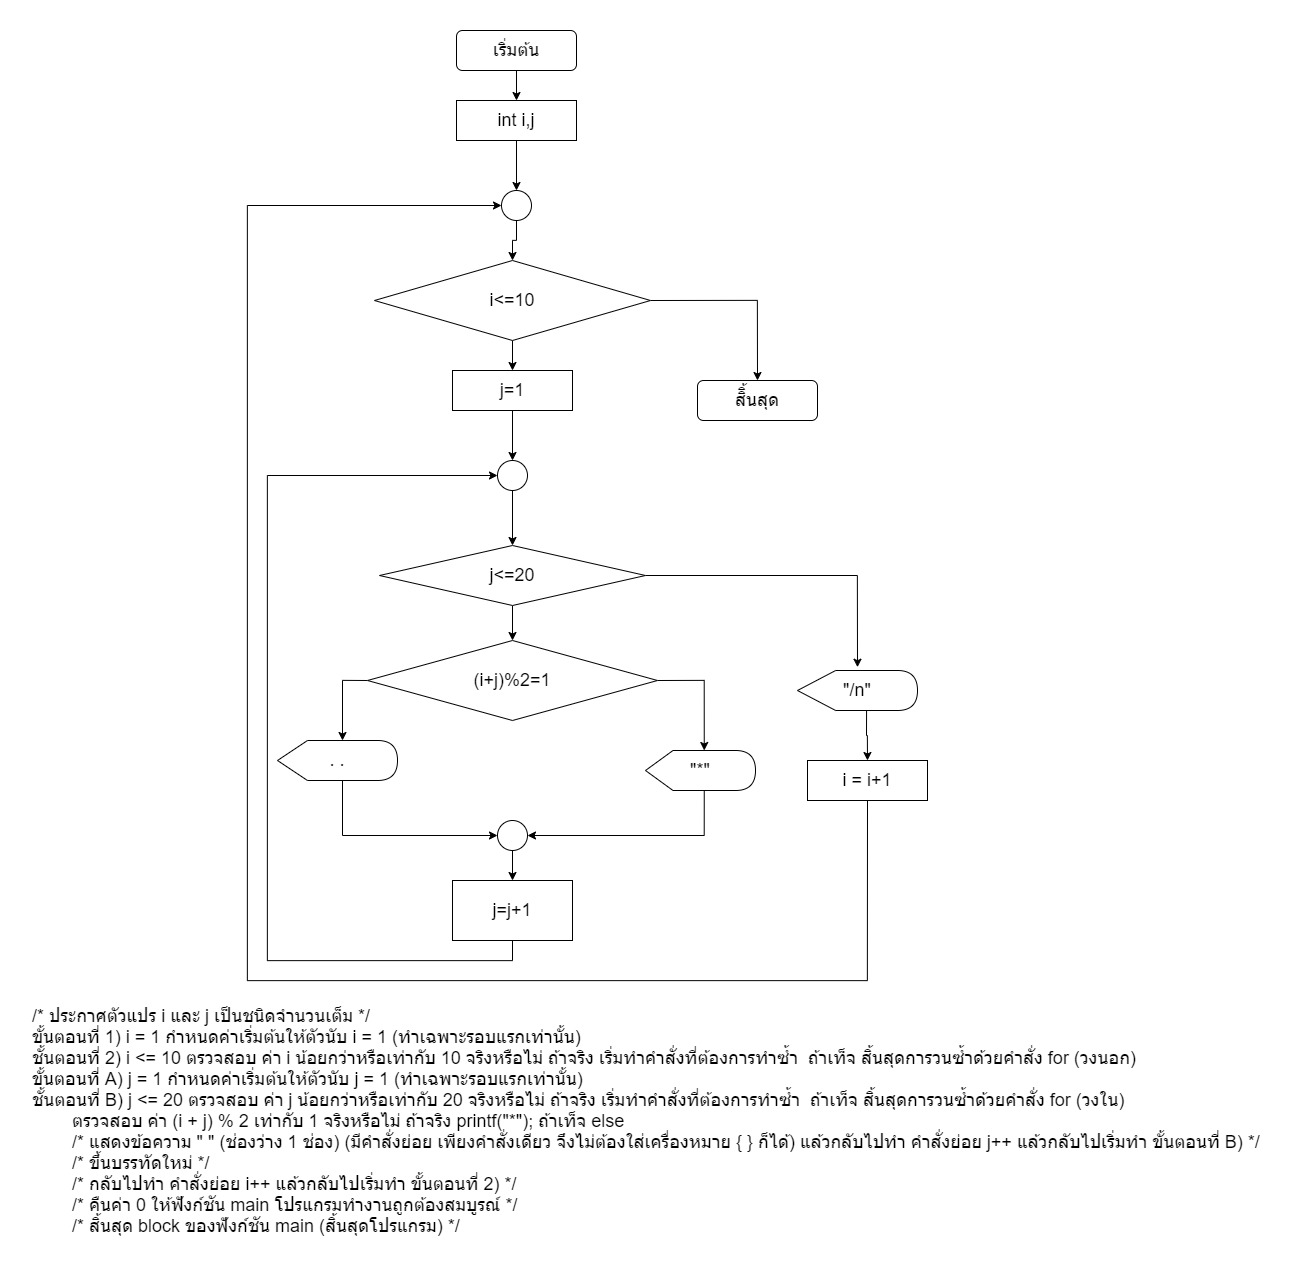 เริ่มต้น
int i,j
i<=10
j=1
สิ้นสุด
j<=20
(i+j)%2=1
"/n"
. .
"*"
i = i+1
j=j+1
/* ประกาศตัวแปร i และ j เป็นชนิดจำนวนเต็ม */
ขั้นตอนที่ 1) i = 1 กำหนดค่าเริ่มต้นให้ตัวนับ i = 1 (ทำเฉพาะรอบแรกเท่านั้น)
ขั้นตอนที่ 2) i <= 10 ตรวจสอบ ค่า i น้อยกว่าหรือเท่ากับ 10 จริงหรือไม่ ถ้าจริง เริ่มทำคำสั่งที่ต้องการทำซ้ำ  ถ้าเท็จ สิ้นสุดการวนซ้ำด้วยคำสั่ง for (วงนอก)
ขั้นตอนที่ A) j = 1 กำหนดค่าเริ่มต้นให้ตัวนับ j = 1 (ทำเฉพาะรอบแรกเท่านั้น)
ขั้นตอนที่ B) j <= 20 ตรวจสอบ ค่า j น้อยกว่าหรือเท่ากับ 20 จริงหรือไม่ ถ้าจริง เริ่มทำคำสั่งที่ต้องการทำซ้ำ  ถ้าเท็จ สิ้นสุดการวนซ้ำด้วยคำสั่ง for (วงใน)
ตรวจสอบ ค่า (i + j) % 2 เท่ากับ 1 จริงหรือไม่ ถ้าจริง printf("*"); ถ้าเท็จ else
/* แสดงข้อความ " " (ช่องว่าง 1 ช่อง) (มีคำสั่งย่อย เพียงคำสั่งเดียว จึงไม่ต้องใส่เครื่องหมาย { } ก็ได้) แล้วกลับไปทำ คำสั่งย่อย j++ แล้วกลับไปเริ่มทำ ขั้นตอนที่ B) */
/* ขึ้นบรรทัดใหม่ */
/* กลับไปทำ คำสั่งย่อย i++ แล้วกลับไปเริ่มทำ ขั้นตอนที่ 2) */
/* คืนค่า 0 ให้ฟังก์ชัน main โปรแกรมทำงานถูกต้องสมบูรณ์ */
/* สิ้นสุด block ของฟังก์ชัน main (สิ้นสุดโปรแกรม) */